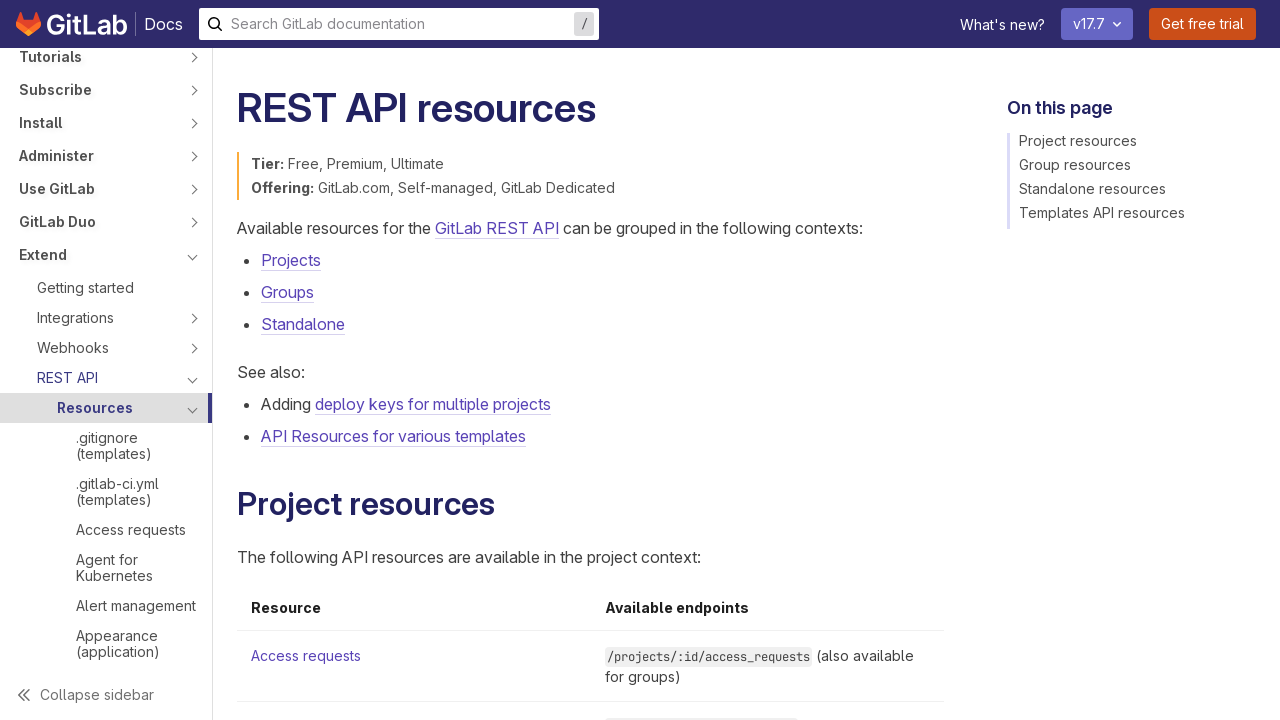 GitLab Docs
Search GitLab documentation /
What's new?
v17.7
Get free trial
Tutorials
Subscribe
Install
Administer
Use GitLab
GitLab Duo
Extend
Getting started
Integrations
Webhooks
REST API
Resources
.gitignore
(templates)
.gitlab-ci.yml
(templates)
Access requests
Agent for
Kubernetes
Alert management
Appearance
(application)
Collapse sidebar
REST API resources
Tier: Free, Premium, Ultimate
Offering: GitLab.com, Self-managed, GitLab Dedicated
Available resources for the GitLab REST API can be grouped in the following contexts:
Projects
Groups
Standalone
See also:
Adding deploy keys for multiple projects
API Resources for various templates
Project resources
The following API resources are available in the project context:
Resource Available endpoints
Access requests /projects/:id/access_requests (also available
for groups)
On this page
Project resources
Group resources
Standalone resources
Templates API resources